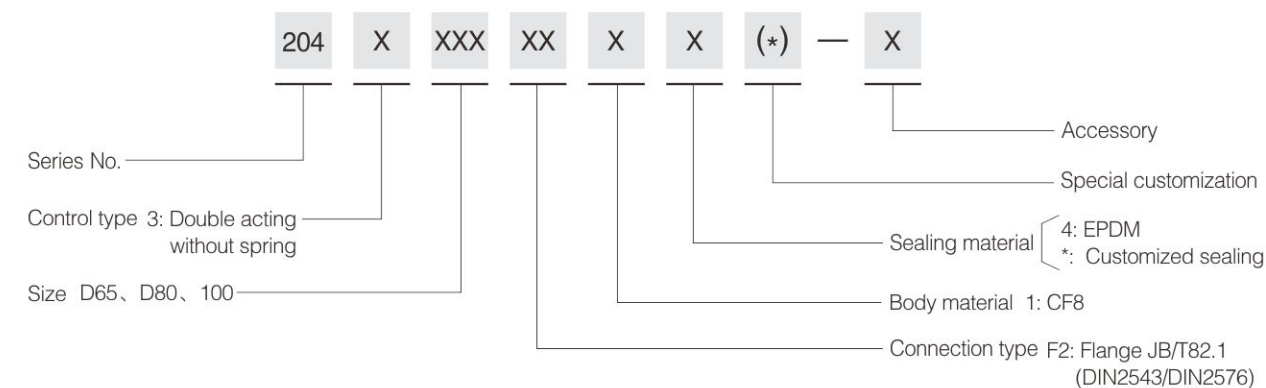 204 X XXX XX X X (*) — X
Accessory
Series No.
Special customization
Control type 3: Double acting
without spring
4: EPDM
Sealing material
*: Customized sealing
Size D65、D80、100
Body material 1: CF8
Connection type F2: Flange JB/T82.1
(DIN2543/DIN2576)